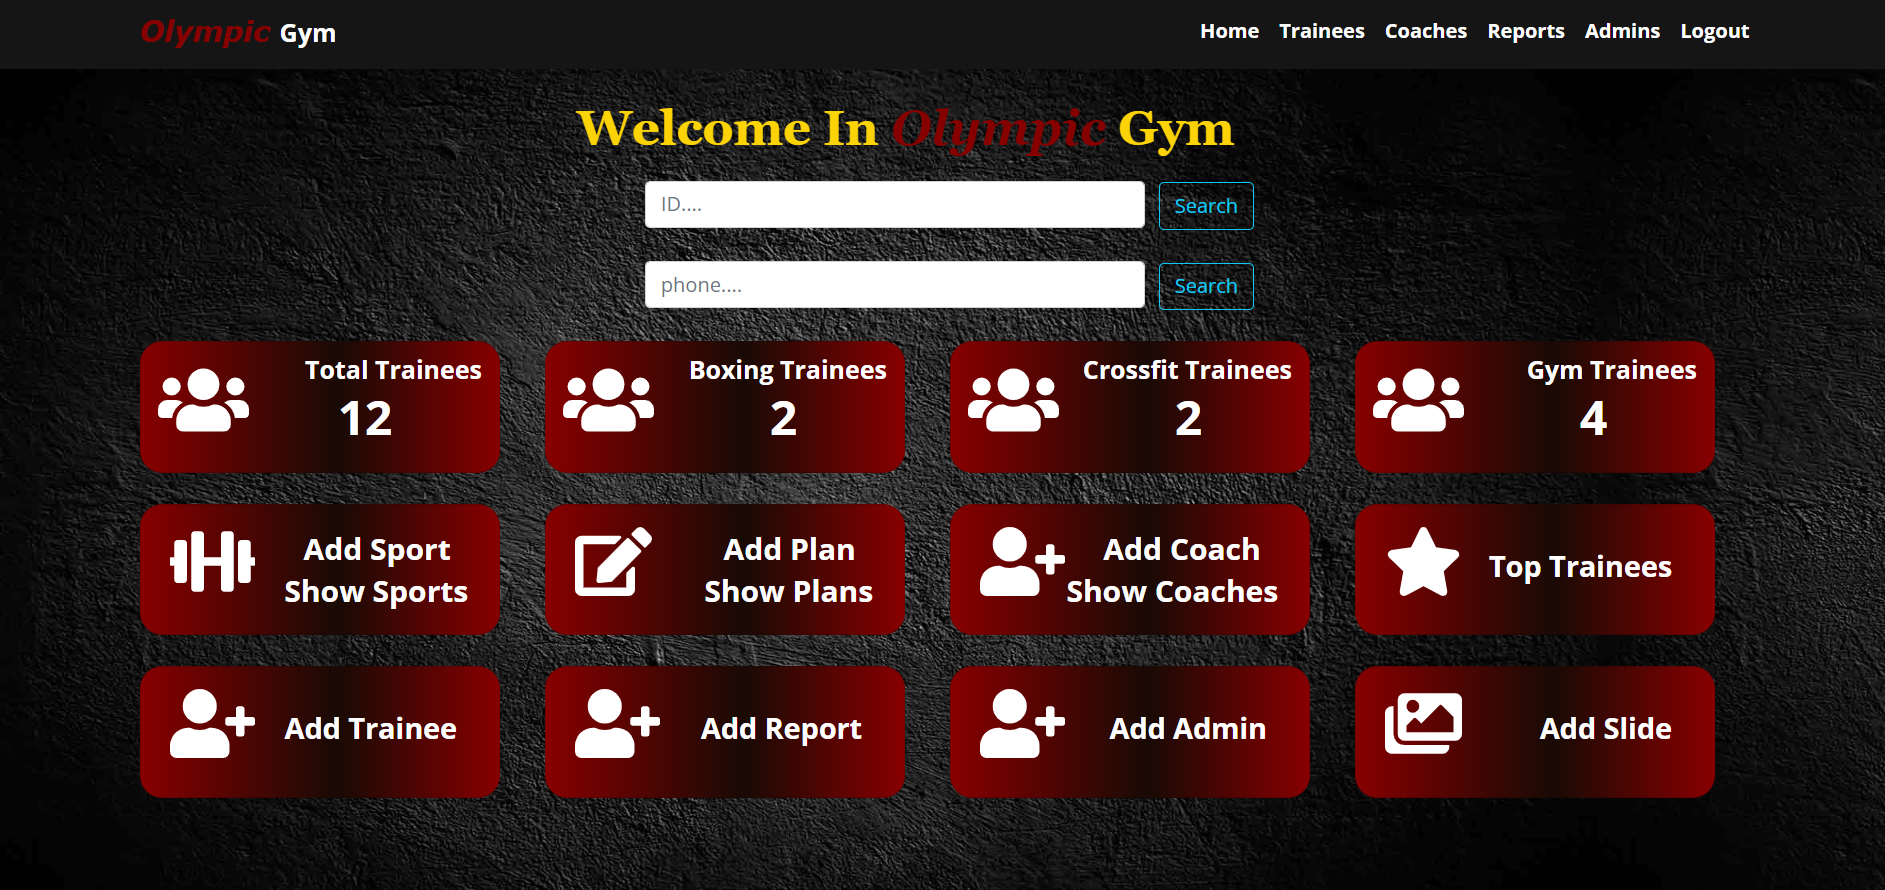 Olympic Gym
Home Trainees Coaches Reports Admins Logout
Welcome In Olympic Gym
ID.... Search
phone.... Search
Total Trainees
12
Boxing Trainees
2
Crossfit Trainees
2
Gym Trainees
4
Add Sport
Show Sports
Add Plan
Show Plans
Add Coach
Show Coaches
Top Trainees
Add Trainee
Add Report
Add Admin
Add Slide